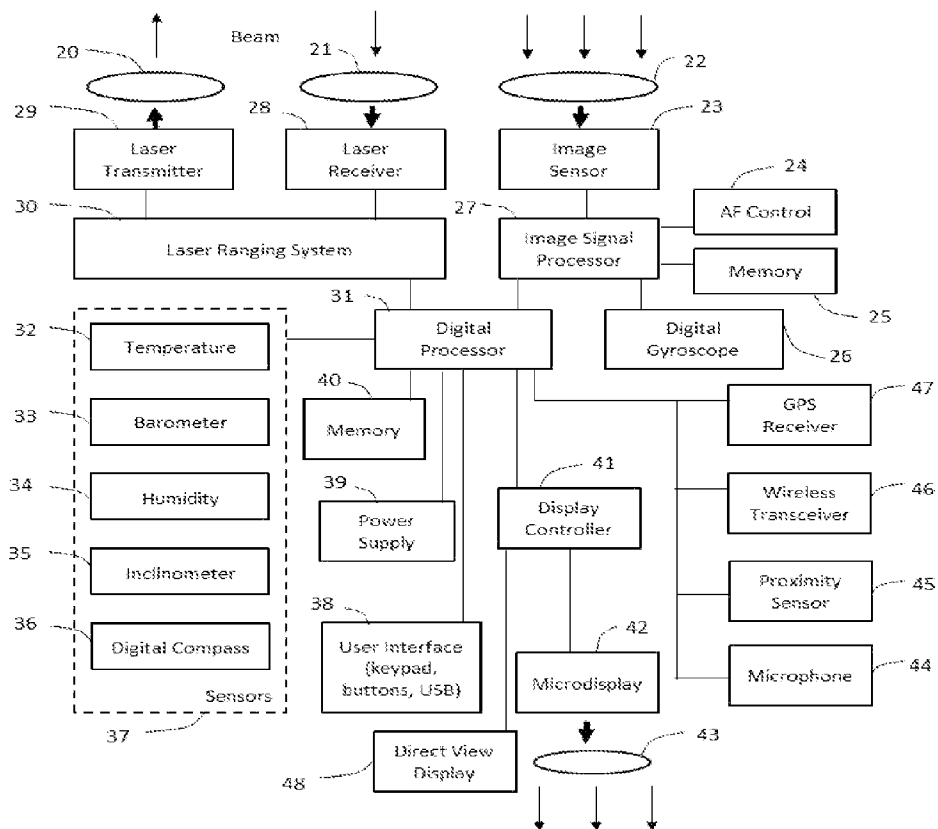 Beam
20
21
22
29
28
23
Laser
Transmitter
Laser
Receiver
Image
Sensor
24
30
27
AF Control
Laser Ranging System
Image Signal
Processor
Memory
31
25
32
Digital
Processor
Digital
Gyroscope
26
Temperature
40
47
33
Memory
GPS
Receiver
Barometer
41
34
39
46
Humidity
Power
Supply
Display
Controller
Wireless
Transceiver
35
45
Inclinometer
Proximity
Sensor
38
42
36
44
Digital Compass
User Interface
(keypad,
buttons, USB)
Microdisplay
Microphone
Sensors
37
43
Direct View
Display
48